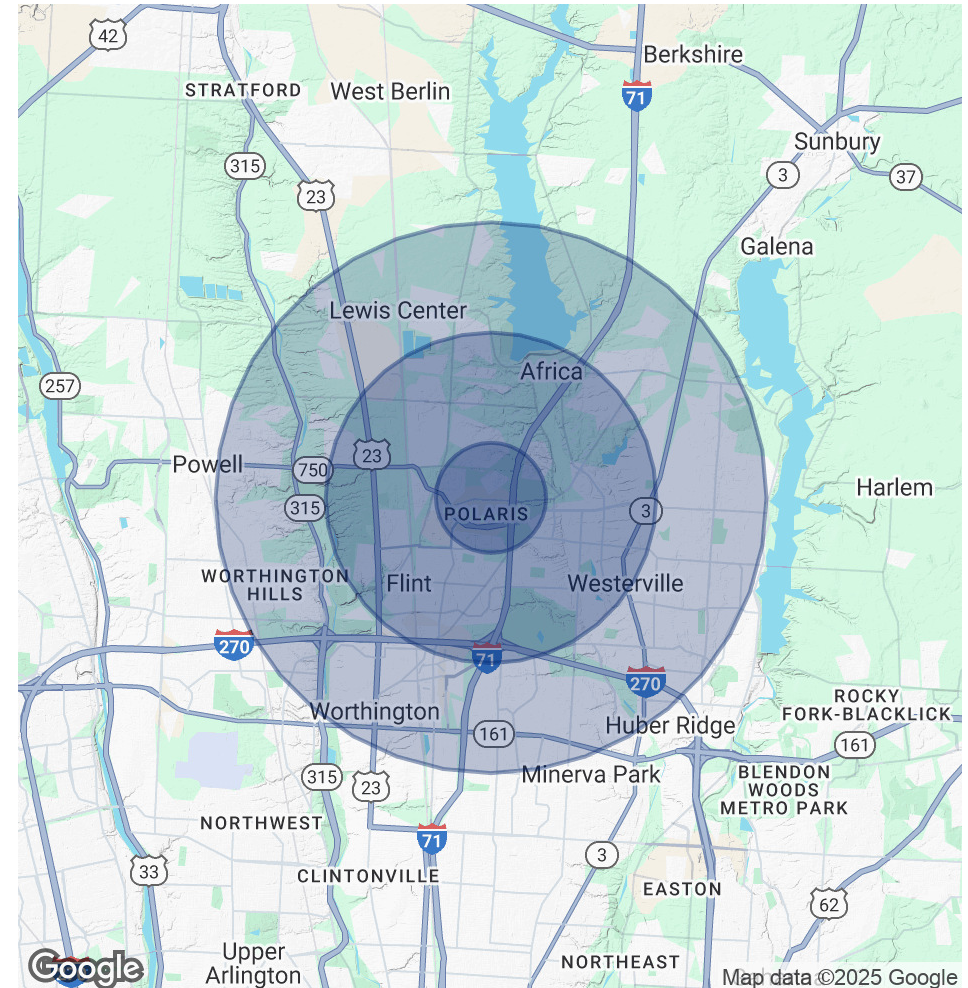 42
Berkshire
STRATFORD
West Berlin
71
Sunbury
315
3
37
23
Galena
Lewis Center
Africa
257
23
Powell
750
Harlem
315
POLARIS
3
WORTHINGTON
HILLS
Flint
Westerville
270
71
270
ROCKY
FORK-BLACKLICK
Worthington
Huber Ridge
161
161
Minerva Park
BLENDON
WOODS
METRO PARK
315
23
NORTHWEST
71
3
33
CLINTONVILLE
EASTON
62
Upper
Arlington
NORTHEAST
Google
Map data ©2025 Google